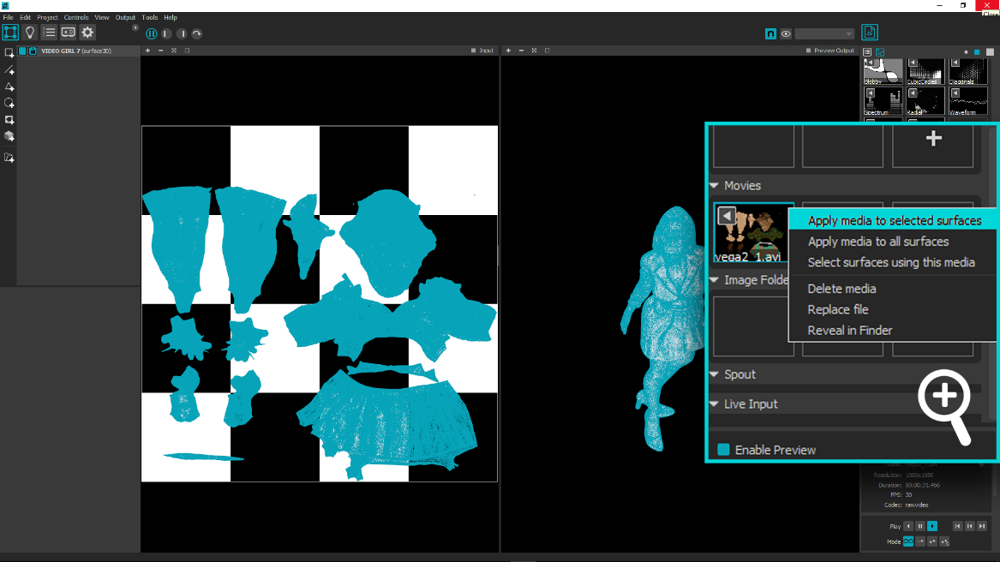 File Edit Project Controls View Output Tools Help
VIDEO GIRL 7 (surface3D)
Input
Preview Output
Blobby CubicCircles Diagonals
Spectrum Radial Waveform
Movies
vega2_1.avi
Apply media to selected surfaces
Apply media to all surfaces
Select surfaces using this media
Delete media
Replace file
Reveal in Finder
Image Folde
Spout
Live Input
Enable Preview
Resolution: 1080x1080
Duration: 00:00:31.466
FPS: 30
Codec: rawvideo
Play
Mode